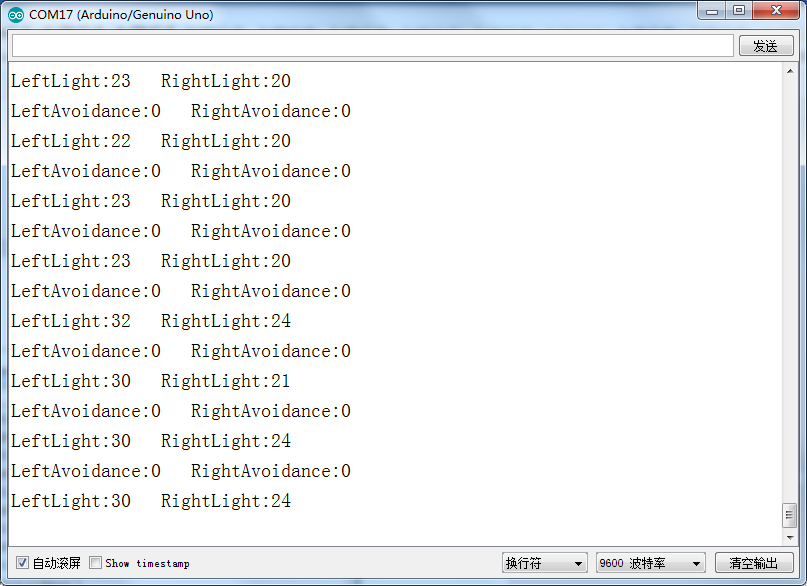 COM17 (Arduino/Genuino Uno)
发送
LeftLight:23 RightLight:20
LeftAvoidance:0 RightAvoidance:0
LeftLight:22 RightLight:20
LeftAvoidance:0 RightAvoidance:0
LeftLight:23 RightLight:20
LeftAvoidance:0 RightAvoidance:0
LeftLight:23 RightLight:20
LeftAvoidance:0 RightAvoidance:0
LeftLight:32 RightLight:24
LeftAvoidance:0 RightAvoidance:0
LeftLight:30 RightLight:21
LeftAvoidance:0 RightAvoidance:0
LeftLight:30 RightLight:24
LeftAvoidance:0 RightAvoidance:0
LeftLight:30 RightLight:24
自动滚屏 Show timestamp 换行符 9600 波特率 清空输出